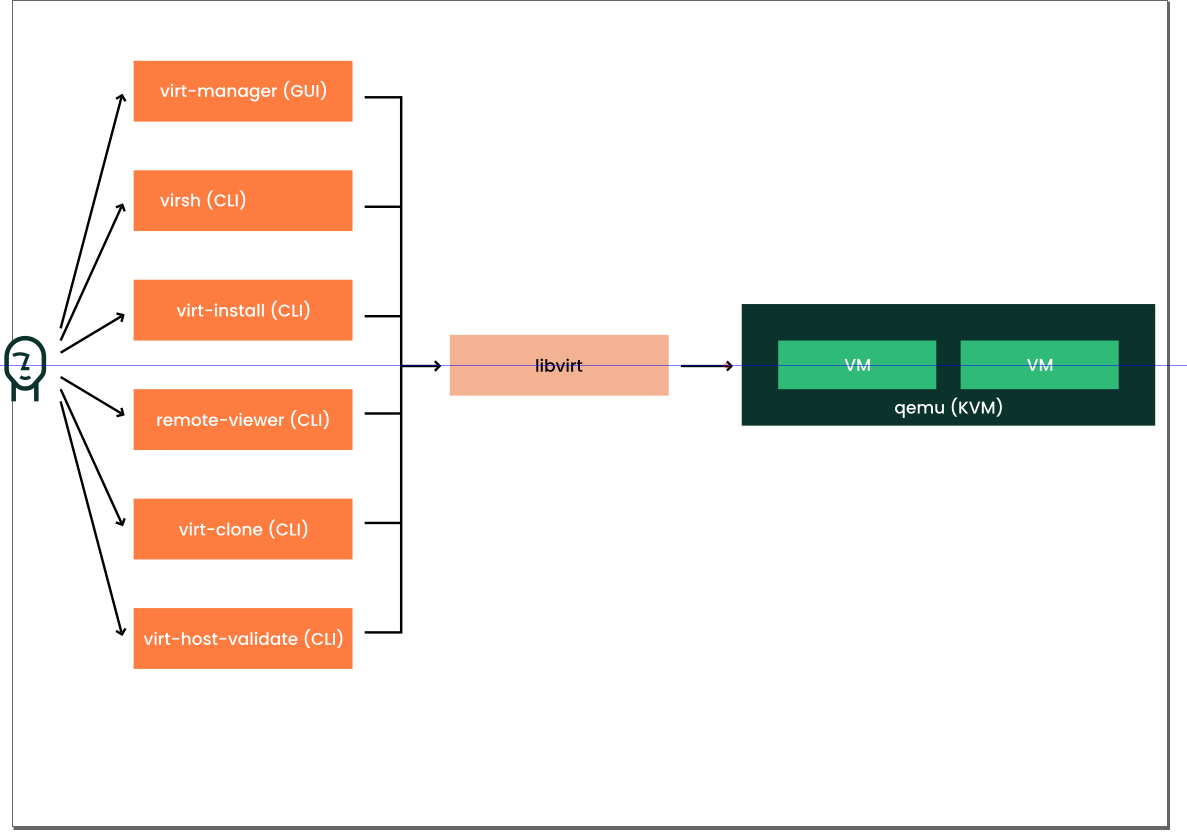 virt-manager (GUI)
virsh (CLI)
virt-install (CLI)
remote-viewer (CLI)
virt-clone (CLI)
virt-host-validate (CLI)
libvirt
VM
VM
qemu (KVM)